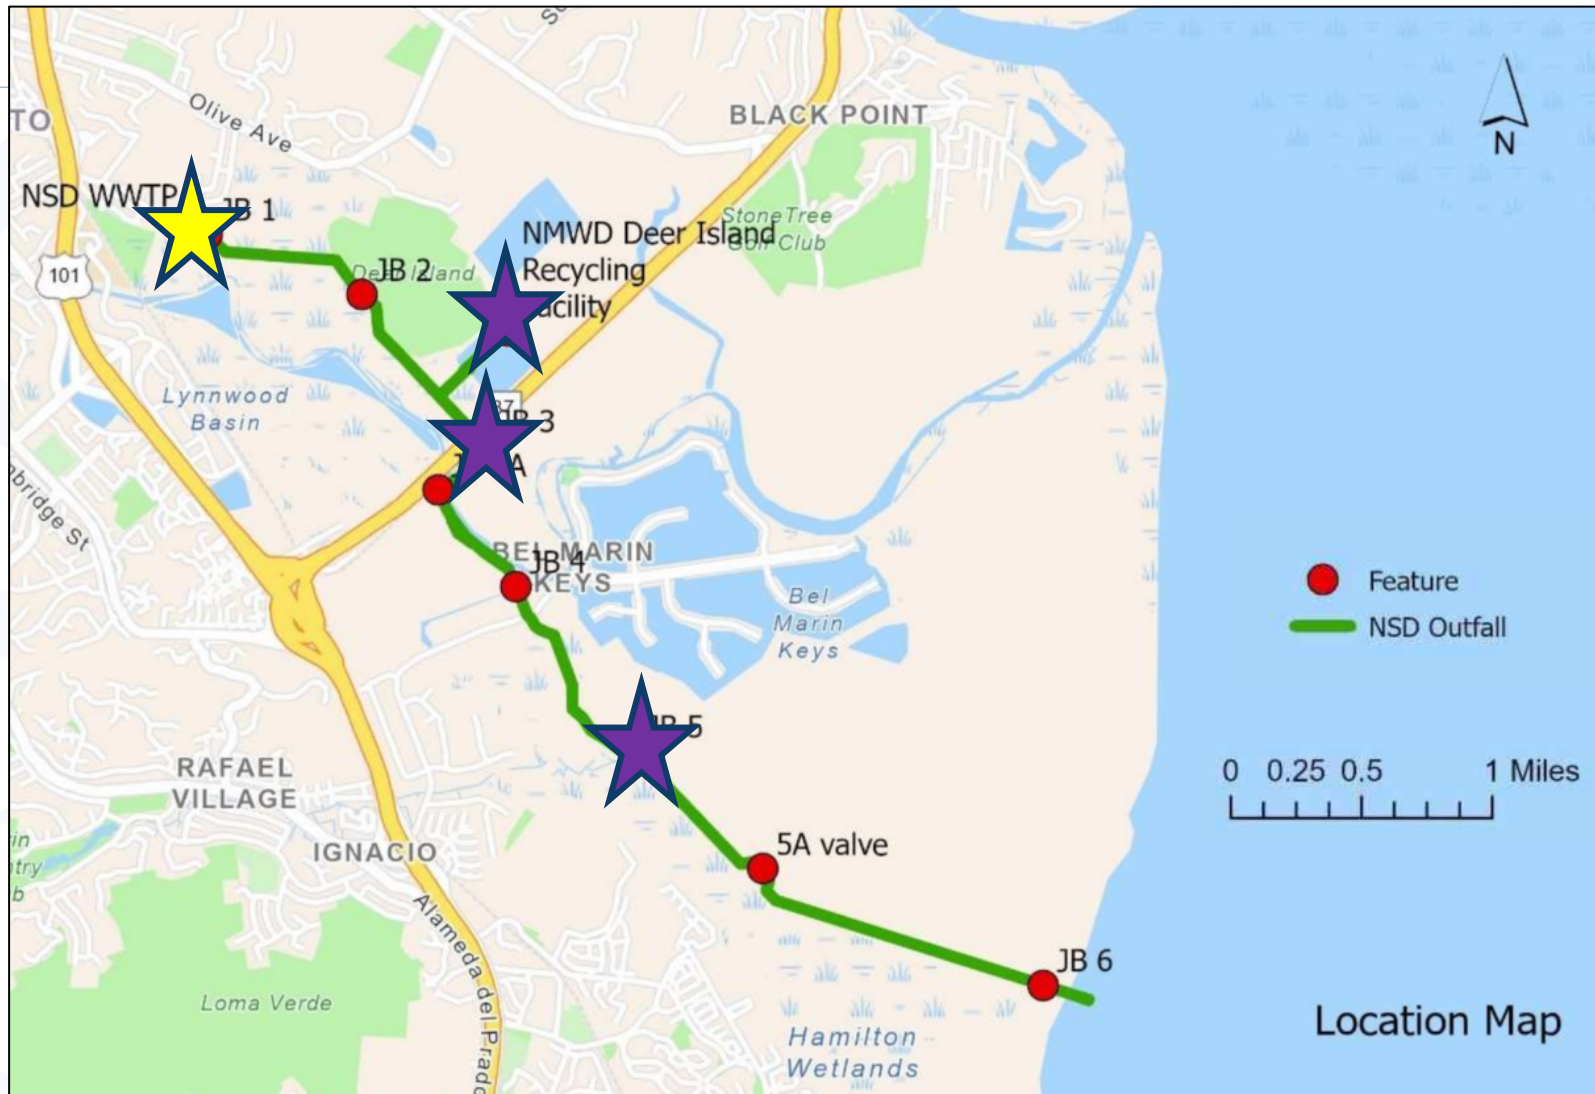 Olive Ave
TO
BLACK POINT
N
NSD WWTP
JB 1
StoneTree
Golf Club
NMWD Deer Island
Recycling
101
JB 2
Deer Island
Lynnwood
Basin
JB 3
BEL MARIN
KEYS
JB 4
Bel
Marin
Keys
Feature
NSD Outfall
JB 5
RAFAEL
VILLAGE
0 0.25 0.5 1 Miles
IGNACIO
5A valve
Alameda del Prado
JB 6
Loma Verde
Location Map
Hamilton
Wetlands